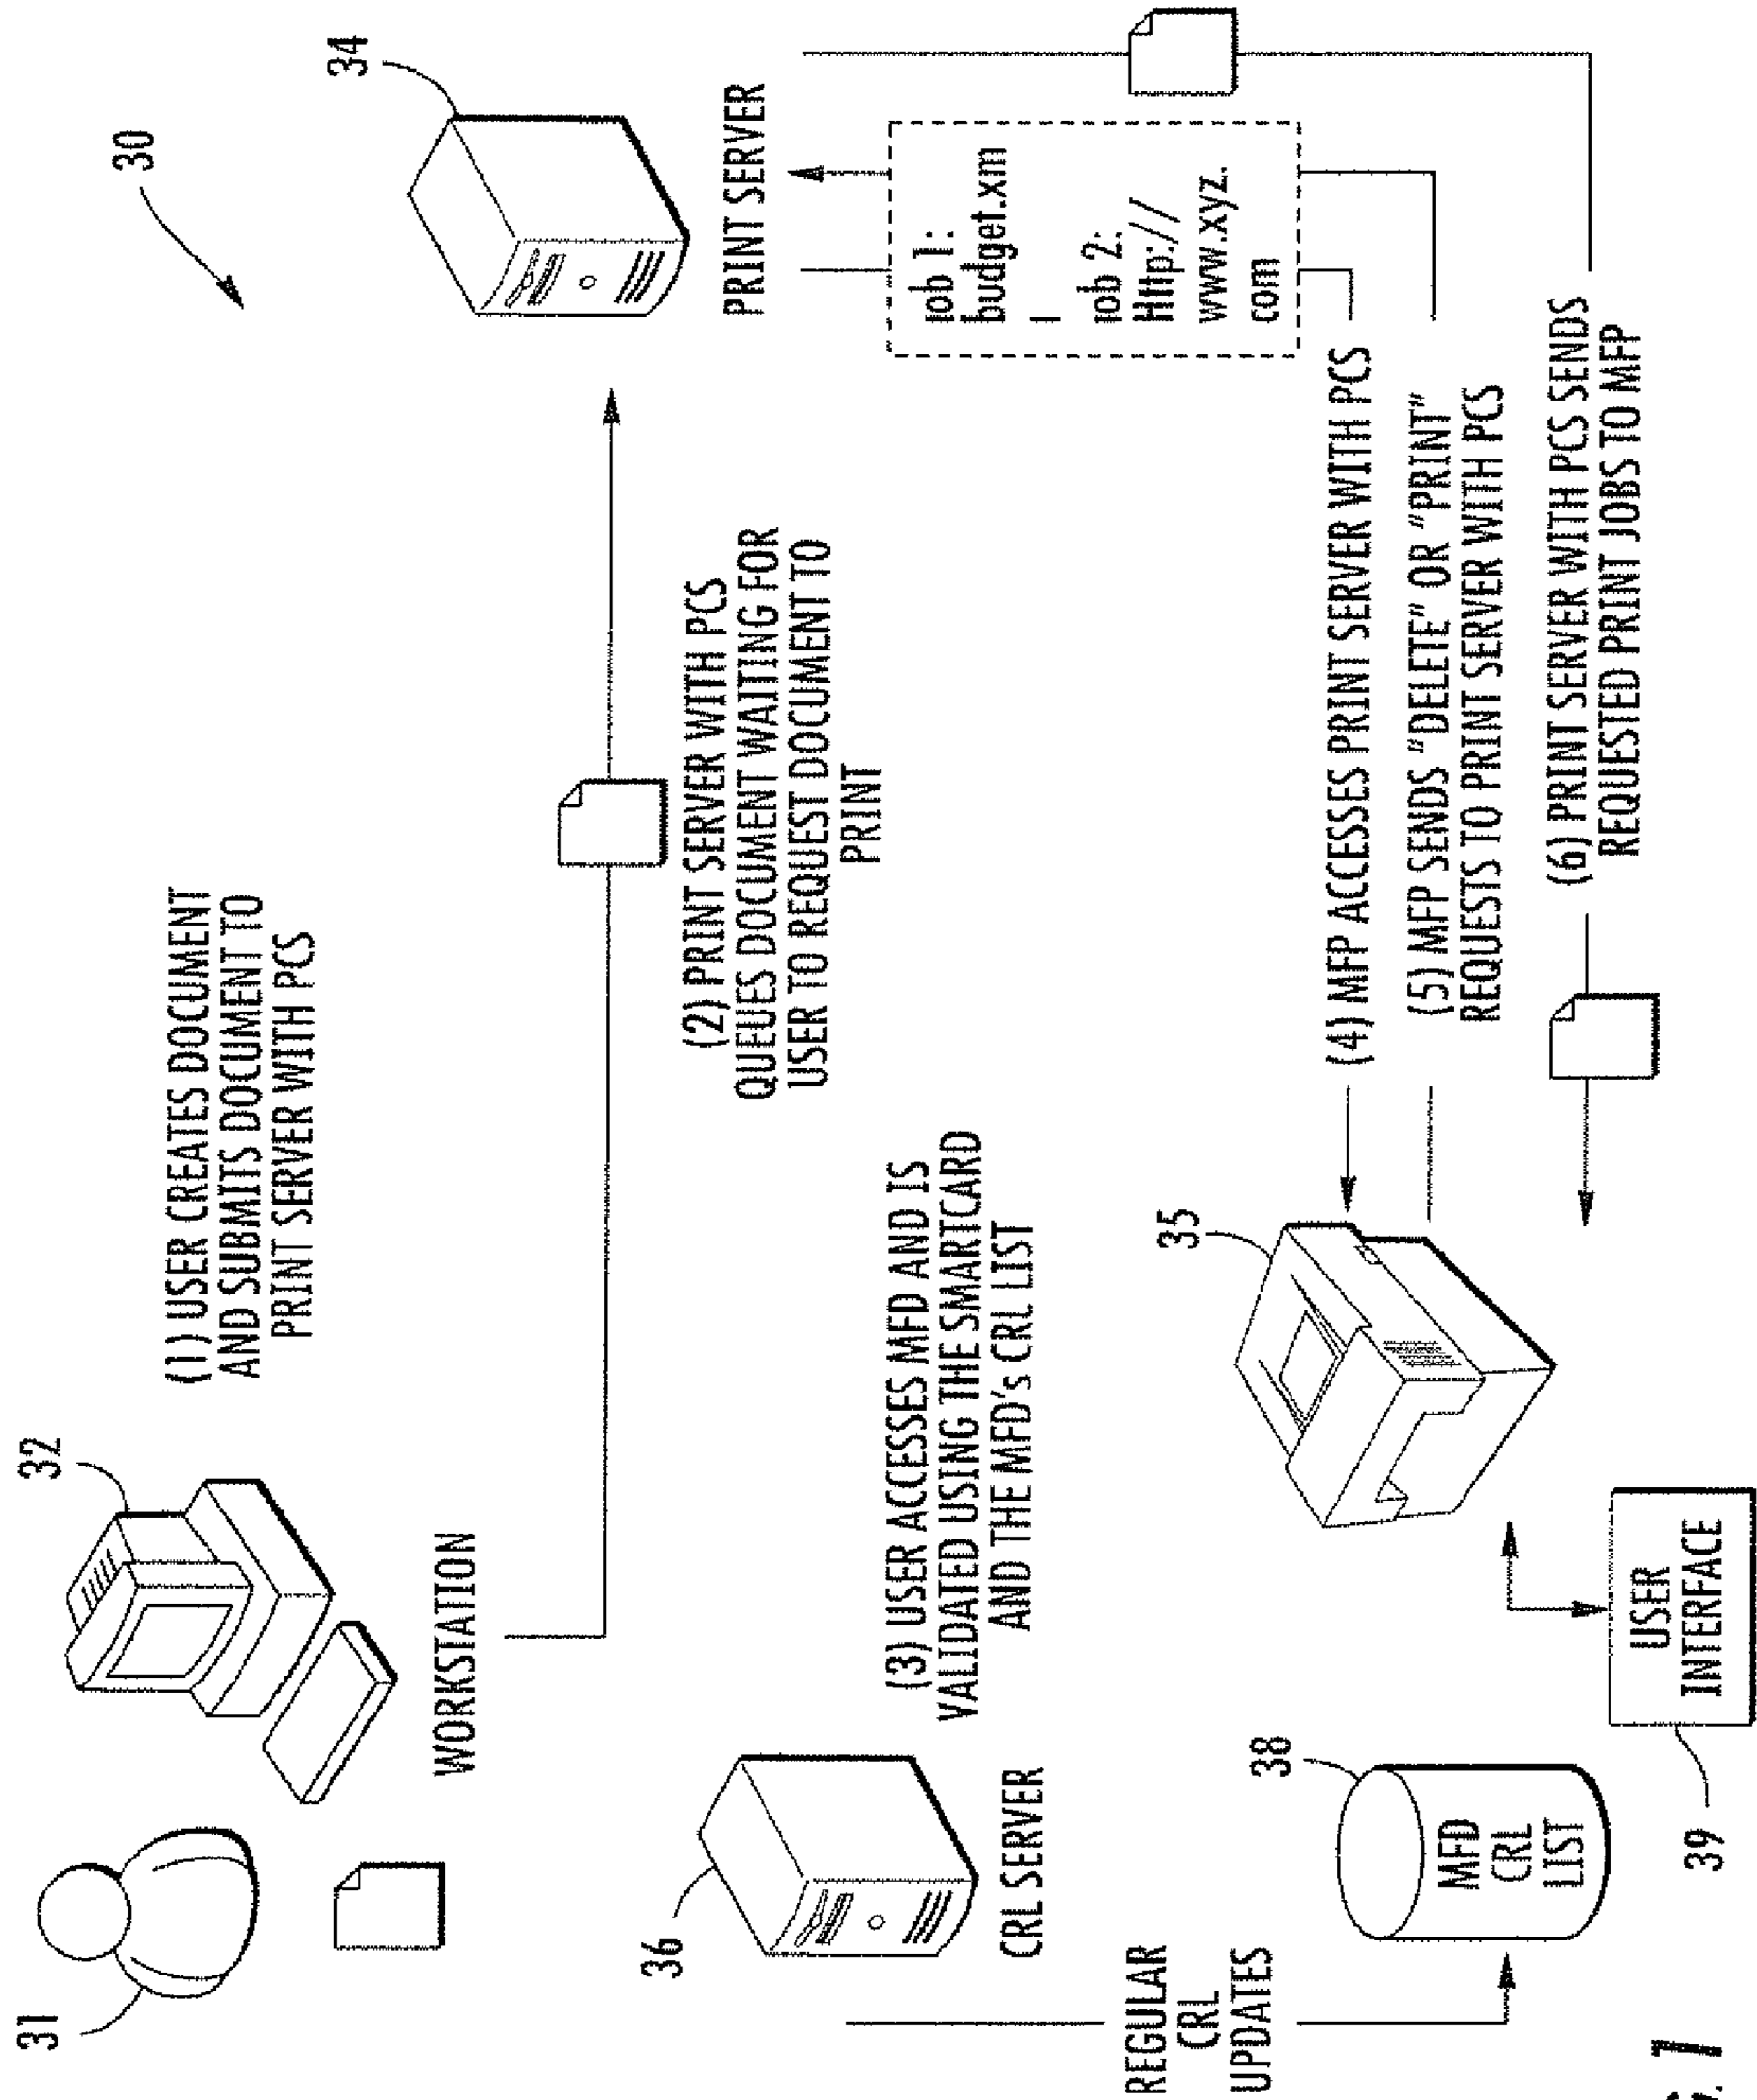 30
31
32
WORKSTATION
(1) USER CREATES DOCUMENT
AND SUBMITS DOCUMENT TO
PRINT SERVER WITH PCS
34
PRINT SERVER
(2) PRINT SERVER WITH PCS
QUEUES DOCUMENT WAITING FOR
USER TO REQUEST DOCUMENT TO
PRINT
job 1:
budget.xm
l
job 2:
Http://
www.xyz.
com
36
CRL SERVER
(3) USER ACCESSES MFD AND IS
VALIDATED USING THE SMARTCARD
AND THE MFD's CRL LIST
REGULAR
CRL
UPDATES
38
MFD
CRL
LIST
35
(4) MFP ACCESSES PRINT SERVER WITH PCS
(5) MFP SENDS "DELETE" OR "PRINT"
REQUESTS TO PRINT SERVER WITH PCS
(6) PRINT SERVER WITH PCS SENDS
REQUESTED PRINT JOBS TO MFP
39
USER
INTERFACE
1